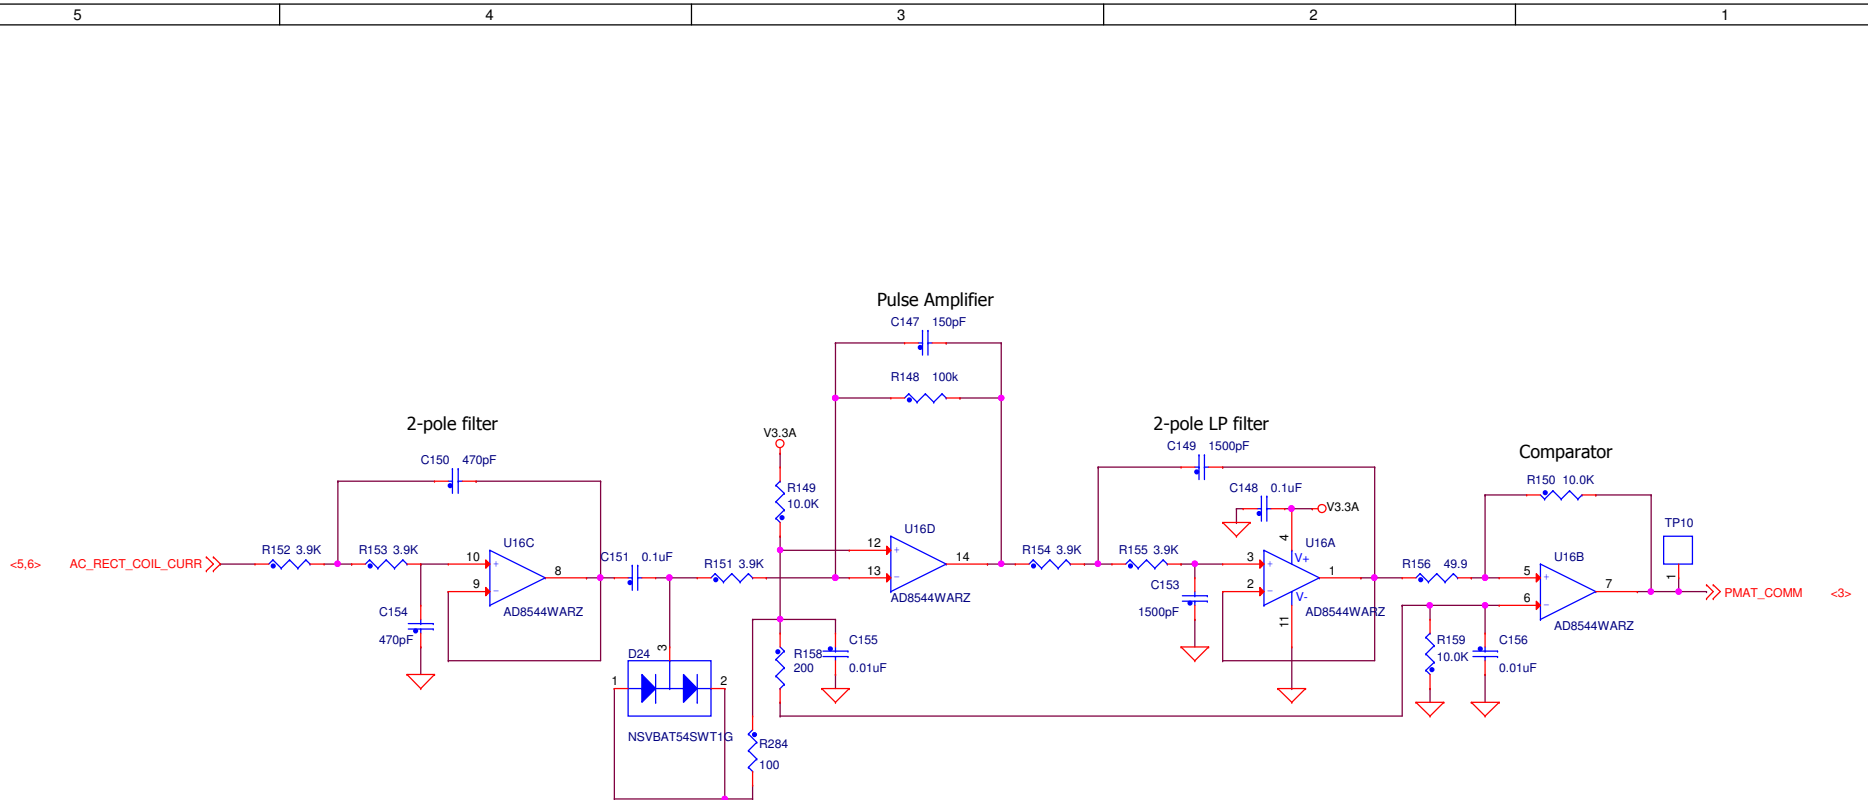 5 4 3 2 1
Pulse Amplifier
C147 150pF
R148 100k
2-pole filter
2-pole LP filter
C150 470pF
V3.3A
C149 1500pF
Comparator
R149
10.0K
C148 0.1uF
V3.3A
R150 10.0K
TP10
1
U16D
12 + 14
13 -
AD8544WARZ
<5,6> AC_RECT_COIL_CURR
R152 3.9K
R153 3.9K
U16C
10 + 8
9 -
AD8544WARZ
C154
470pF
C151 0.1uF
R151 3.9K
R154 3.9K
R155 3.9K
C153
1500pF
U16A
4
V+
3 + 1
2 -
V-
11
AD8544WARZ
R156 49.9
U16B
5 + 7
6 -
AD8544WARZ
PMAT_COMM <3>
D24
3
1 2
NSVBAT54SWT1G
R158
200
C155
0.01uF
R159
10.0K
C156
0.01uF
R284
100